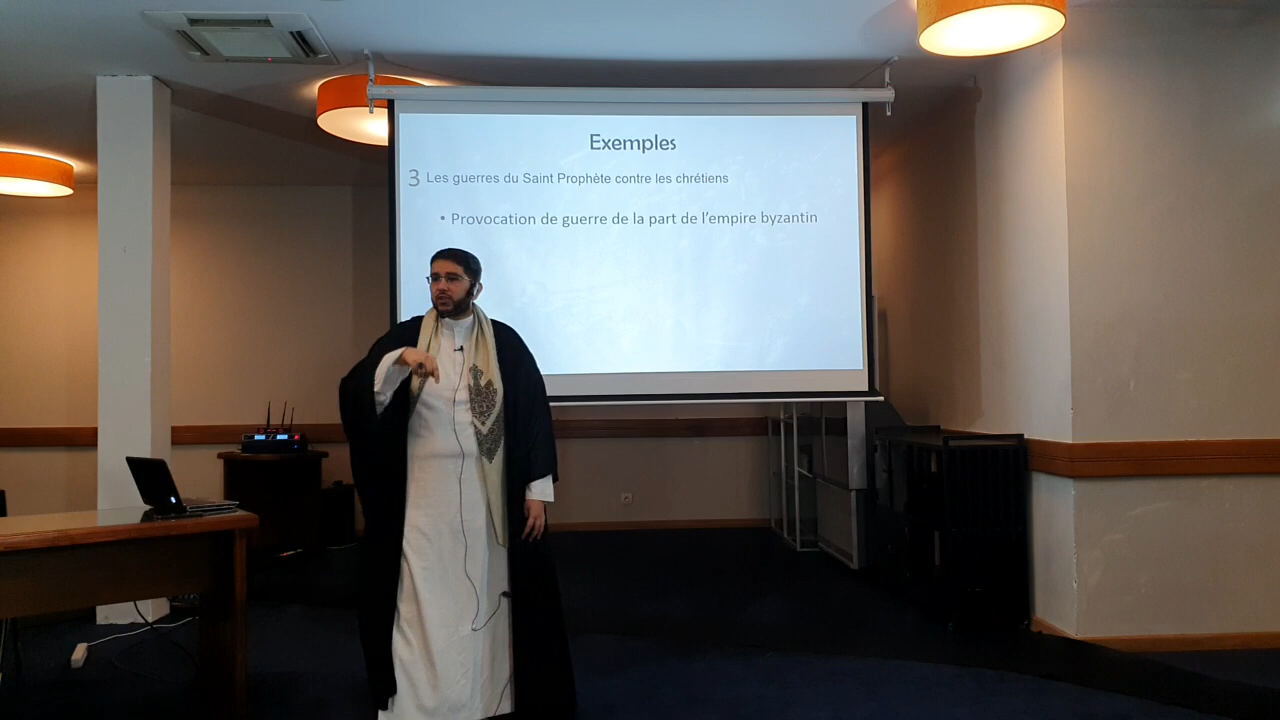 Exemples
3 Les guerres du Saint Prophète contre les chrétiens
• Provocation de guerre de la part de l’empire byzantin